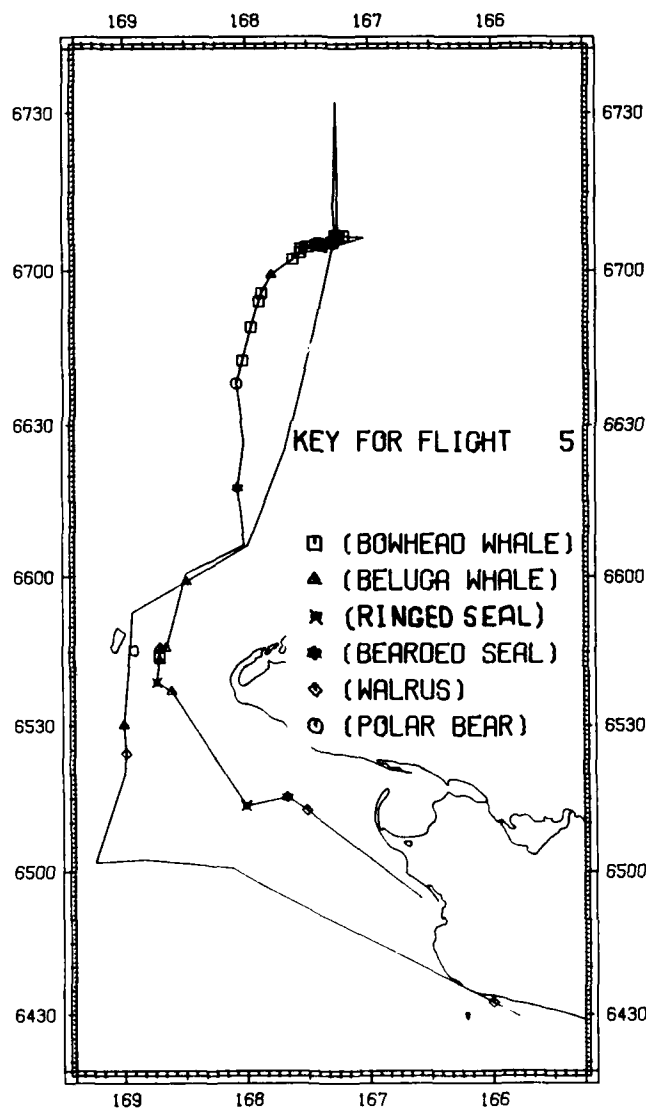 169 168 167 166
6730 6730
6700 6700
6630 6630
KEY FOR FLIGHT 5
(BOWHEAD WHALE)
6600 (BELUGA WHALE) 6600
(RINGED SEAL)
(BEARDED SEAL)
(WALRUS)
6530 (POLAR BEAR) 6530
6500 6500
6430 6430
169 168 167 166